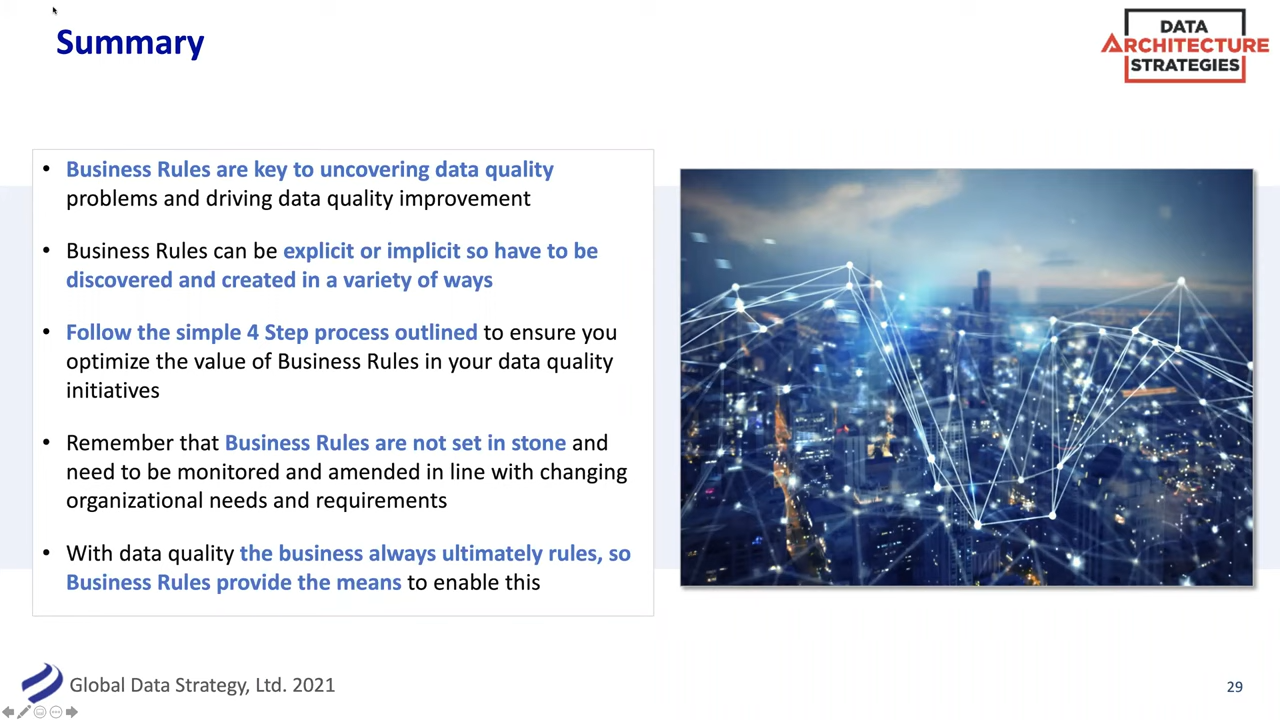 Summary
DATA
ARCHITECTURE
STRATEGIES
• Business Rules are key to uncovering data quality
problems and driving data quality improvement
• Business Rules can be explicit or implicit so have to be
discovered and created in a variety of ways
• Follow the simple 4 Step process outlined to ensure you
optimize the value of Business Rules in your data quality
initiatives
• Remember that Business Rules are not set in stone and
need to be monitored and amended in line with changing
organizational needs and requirements
• With data quality the business always ultimately rules, so
Business Rules provide the means to enable this
Global Data Strategy, Ltd. 2021
29